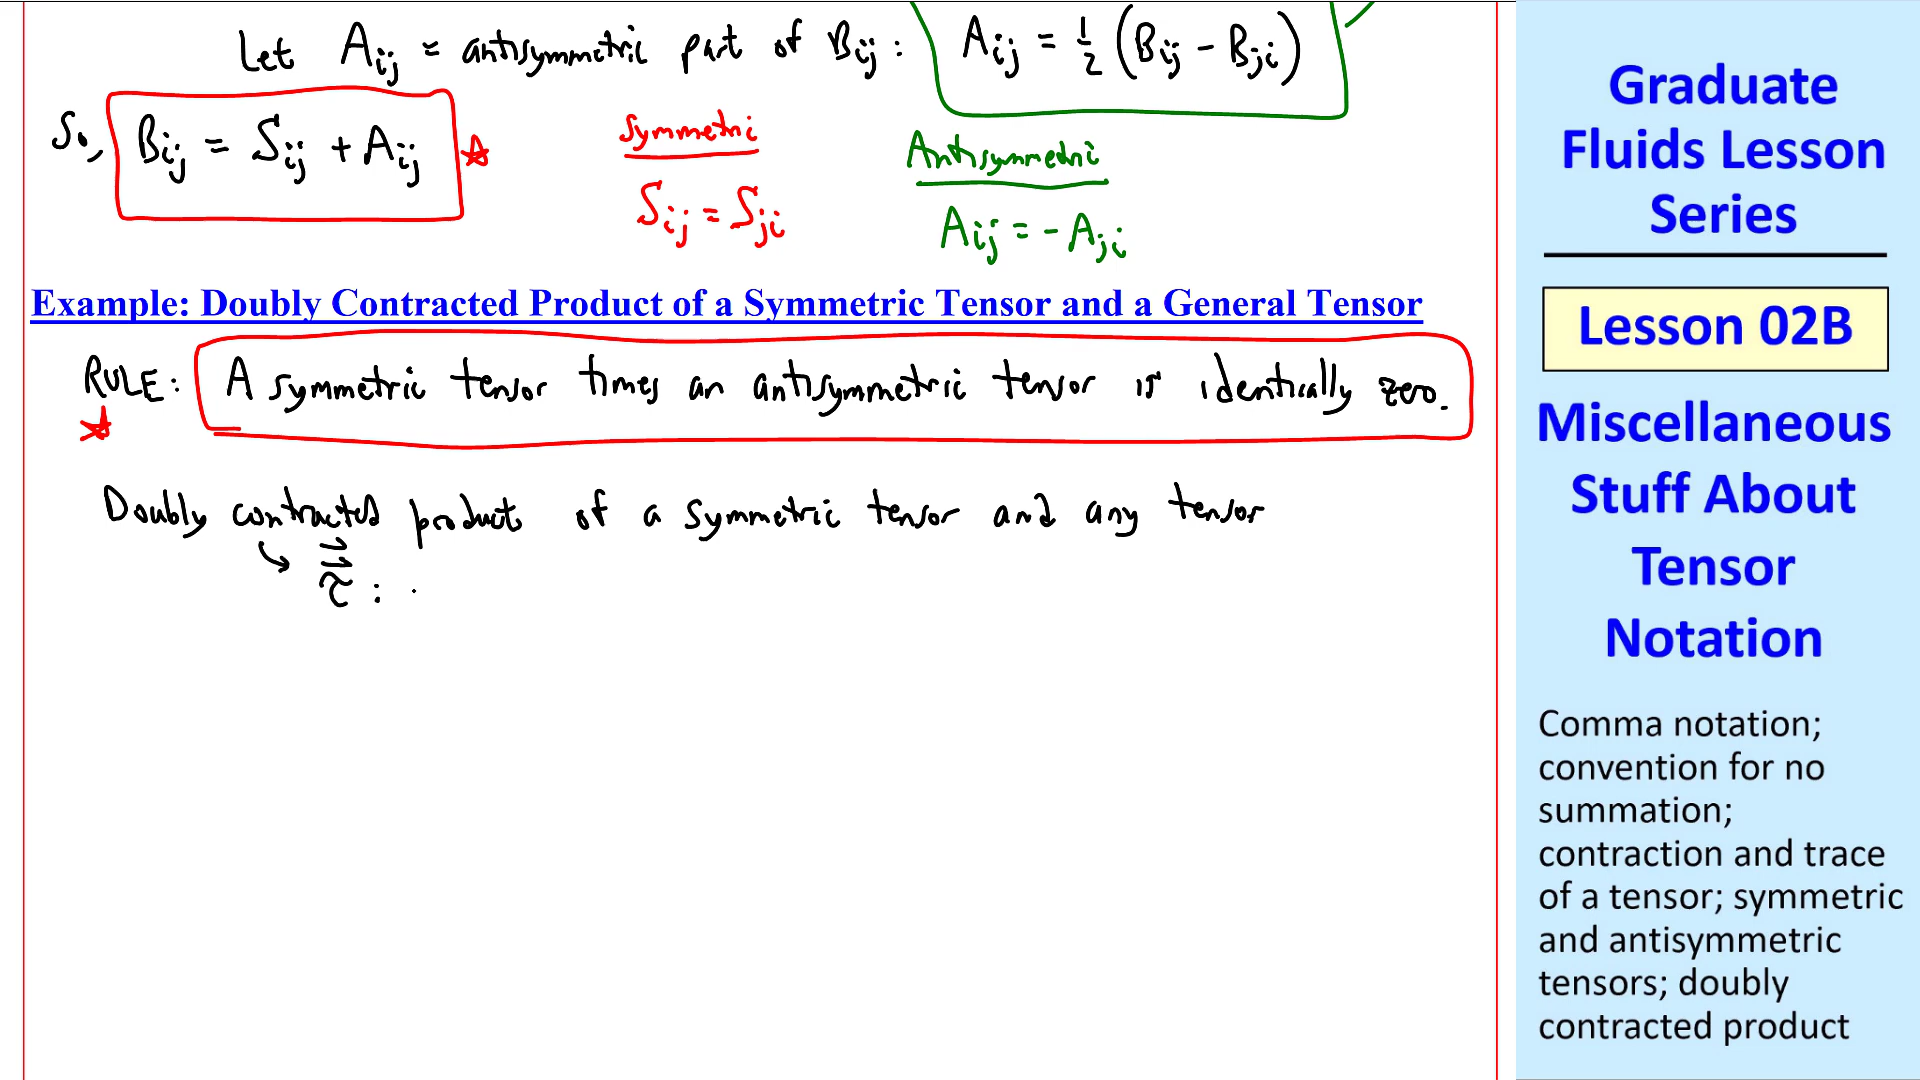 Let Aij = antisymmetric part of Bij : Aij = 1/2 (Bij - Bji)
So, Bij = Sij + Aij
Symmetric
Sij = Sji
Antisymmetric
Aij = - Aji
Example: Doubly Contracted Product of a Symmetric Tensor and a General Tensor
RULE: A symmetric tensor times an antisymmetric tensor is identically zero.
Doubly contracted product of a symmetric tensor and any tensor
τ :
Graduate
Fluids Lesson
Series
Lesson 02B
Miscellaneous
Stuff About
Tensor
Notation
Comma notation;
convention for no
summation;
contraction and trace
of a tensor; symmetric
and antisymmetric
tensors; doubly
contracted product